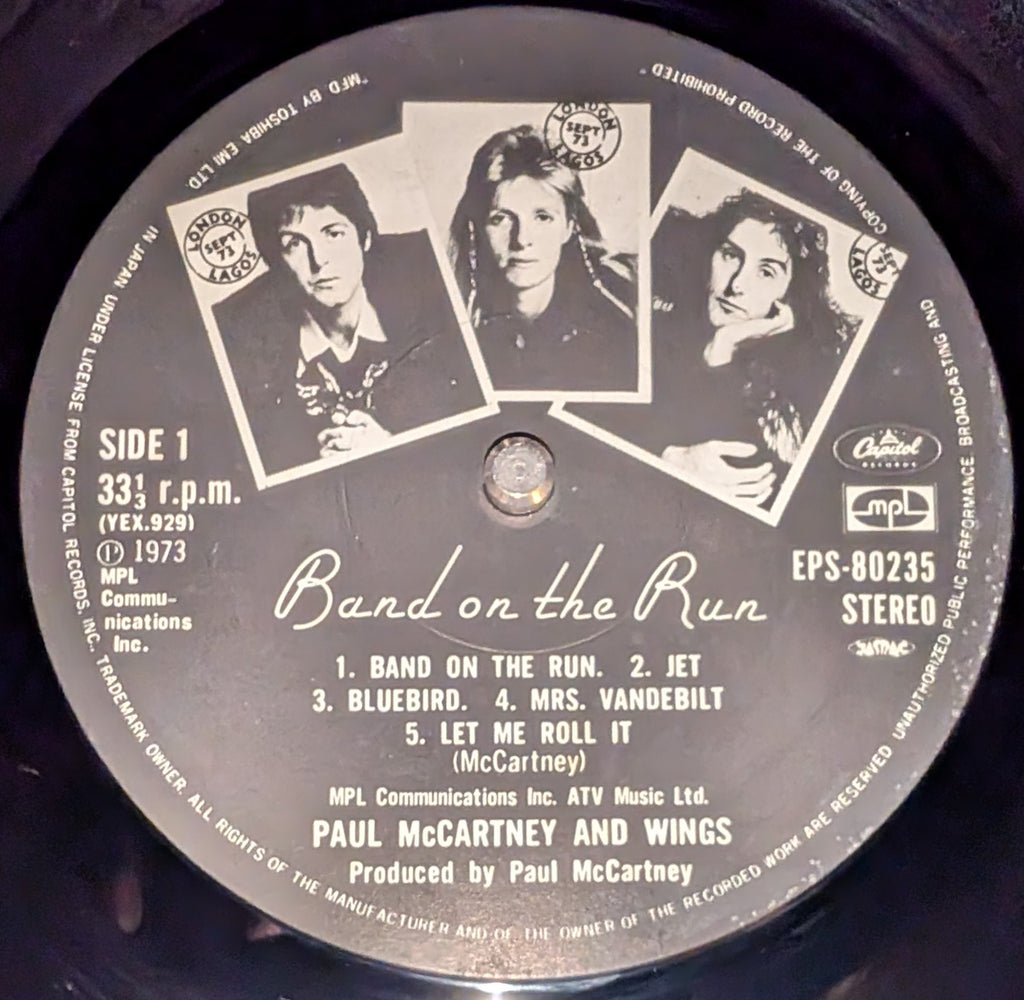 "MFD BY TOSHIBA EMI LTD.
IN JAPAN UNDER LICENSE FROM CAPITOL RECORDS, INC., TRADEMARK OWNER. ALL RIGHTS OF THE MANUFACTURER AND OF THE OWNER OF THE RECORDED WORK ARE RESERVED UNAUTHORIZED PUBLIC PERFORMANCE BROADCASTING AND
COPYING OF THE RECORD PROHIBITED"
LONDON
SEPT
73
LAGOS
LONDON
SEPT
73
LAGOS
SEPT
73
LAGOS
SIDE 1
33⅓ r.p.m.
(YEX.929)
Ⓟ 1973
MPL
Commu-
nications
Inc.
Capitol
RECORDS
MPL
EPS-80235
STEREO
Band on the Run
1. BAND ON THE RUN. 2. JET
3. BLUEBIRD. 4. MRS. VANDEBILT
5. LET ME ROLL IT
(McCartney)
MPL Communications Inc. ATV Music Ltd.
PAUL McCARTNEY AND WINGS
Produced by Paul McCartney